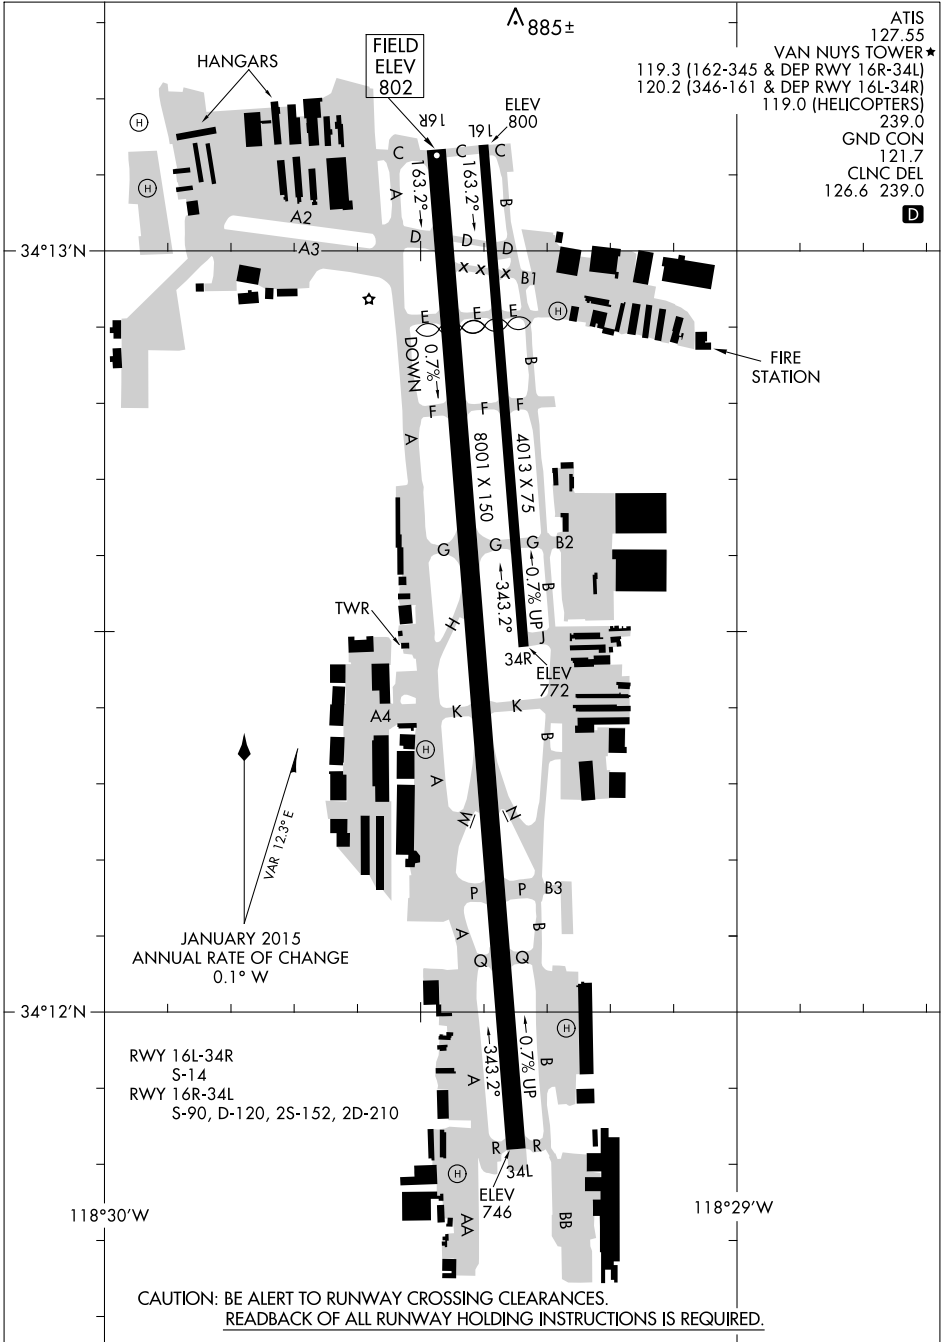 885±
ATIS
127.55
VAN NUYS TOWER★
119.3 (162-345 & DEP RWY 16R-34L)
120.2 (346-161 & DEP RWY 16L-34R)
119.0 (HELICOPTERS)
239.0
GND CON
121.7
CLNC DEL
126.6 239.0
D
FIELD
ELEV
802
HANGARS
ELEV
800
16R
16L
H
H
C
C
C
163.2°
163.2°
A
B
A2
A3
D
D
D
34°13'N
X X X
B1
E
E
E
H
0.7%
DOWN
B
FIRE
STATION
F
F
F
A
8001 X 150
4013 X 75
G
G
G
B2
343.2°
0.7% UP
B
H
TWR
J
34R
ELEV
772
A4
K
K
H
B
A
VAR 12.3° E
M
N
P
P
B3
A
B
Q
Q
JANUARY 2015
ANNUAL RATE OF CHANGE
0.1° W
34°12'N
H
343.2°
0.7% UP
A
B
RWY 16L-34R
S-14
RWY 16R-34L
S-90, D-120, 2S-152, 2D-210
R
R
34L
H
ELEV
746
AA
BB
118°30'W
118°29'W
CAUTION: BE ALERT TO RUNWAY CROSSING CLEARANCES.
READBACK OF ALL RUNWAY HOLDING INSTRUCTIONS IS REQUIRED.